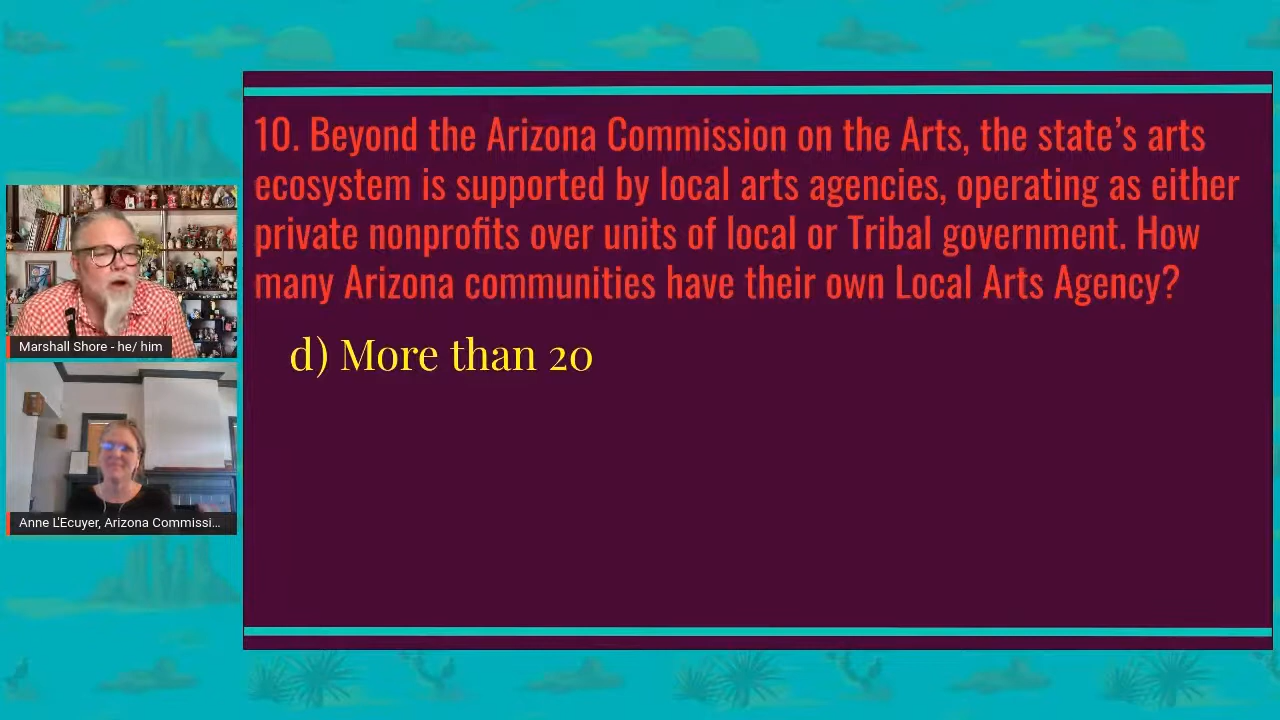 10. Beyond the Arizona Commission on the Arts, the state's arts
ecosystem is supported by local arts agencies, operating as either
private nonprofits over units of local or Tribal government. How
many Arizona communities have their own Local Arts Agency?
d) More than 20
Marshall Shore - he/ him
Anne L'Ecuyer, Arizona Commissi...